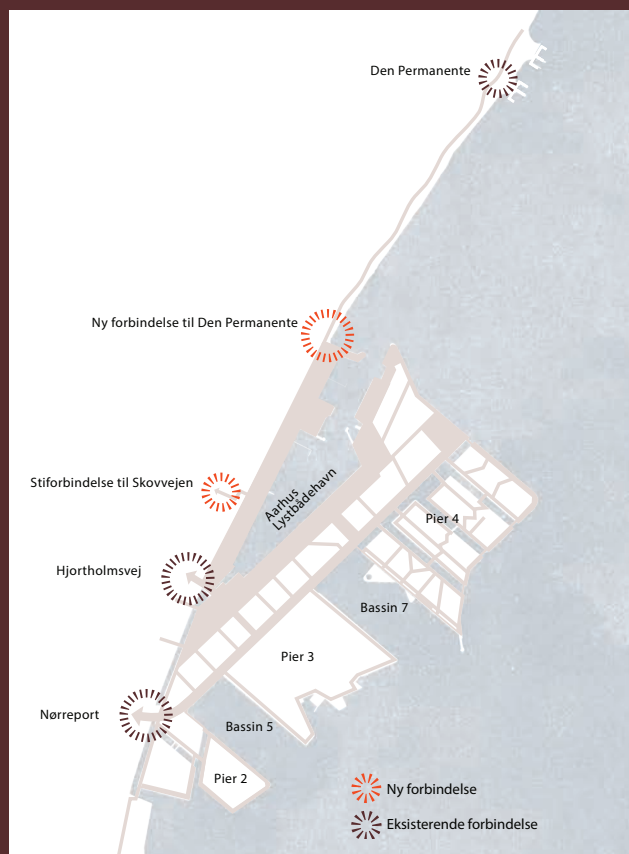 Den Permanente
Ny forbindelse til Den Permanente
Stiforbindelse til Skovvejen
Aarhus
Lystbådehavn
Pier 4
Hjortholmsvej
Bassin 7
Pier 3
Nørreport
Bassin 5
Pier 2
Ny forbindelse
Eksisterende forbindelse